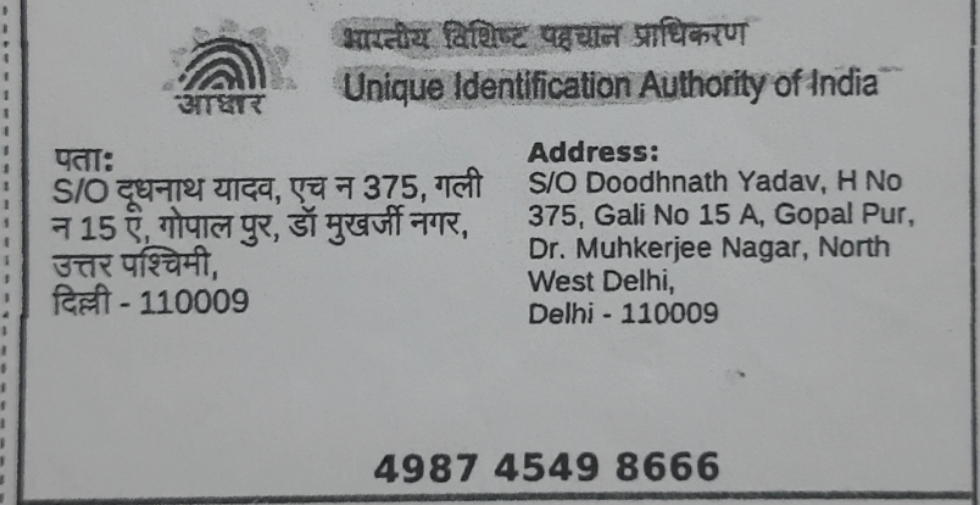 भारतीय विशिष्ट पहचान प्राधिकरण
Unique Identification Authority of India
आधार
पता:
S/O दूधनाथ यादव, एच न 375, गली
न 15 ए, गोपाल पुर, डॉ मुखर्जी नगर,
उत्तर पश्चिमी,
दिल्ली - 110009
Address:
S/O Doodhnath Yadav, H No
375, Gali No 15 A, Gopal Pur,
Dr. Muhkerjee Nagar, North
West Delhi,
Delhi - 110009
4987 4549 8666